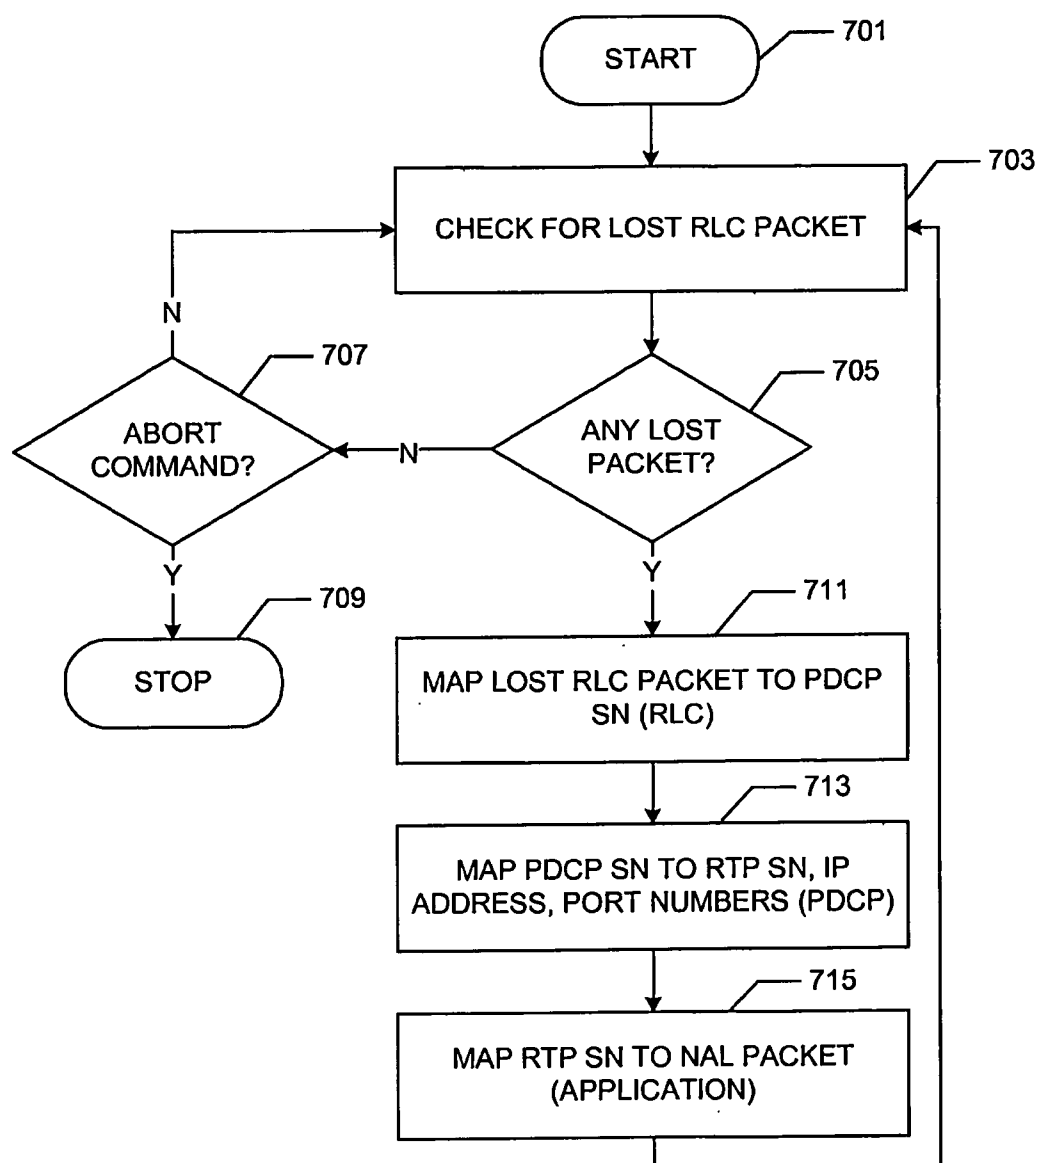 START
701
703
CHECK FOR LOST RLC PACKET
N
707
705
ABORT
COMMAND?
N
ANY LOST
PACKET?
Y
Y
709
711
STOP
MAP LOST RLC PACKET TO PDCP
SN (RLC)
713
MAP PDCP SN TO RTP SN, IP
ADDRESS, PORT NUMBERS (PDCP)
715
MAP RTP SN TO NAL PACKET
(APPLICATION)